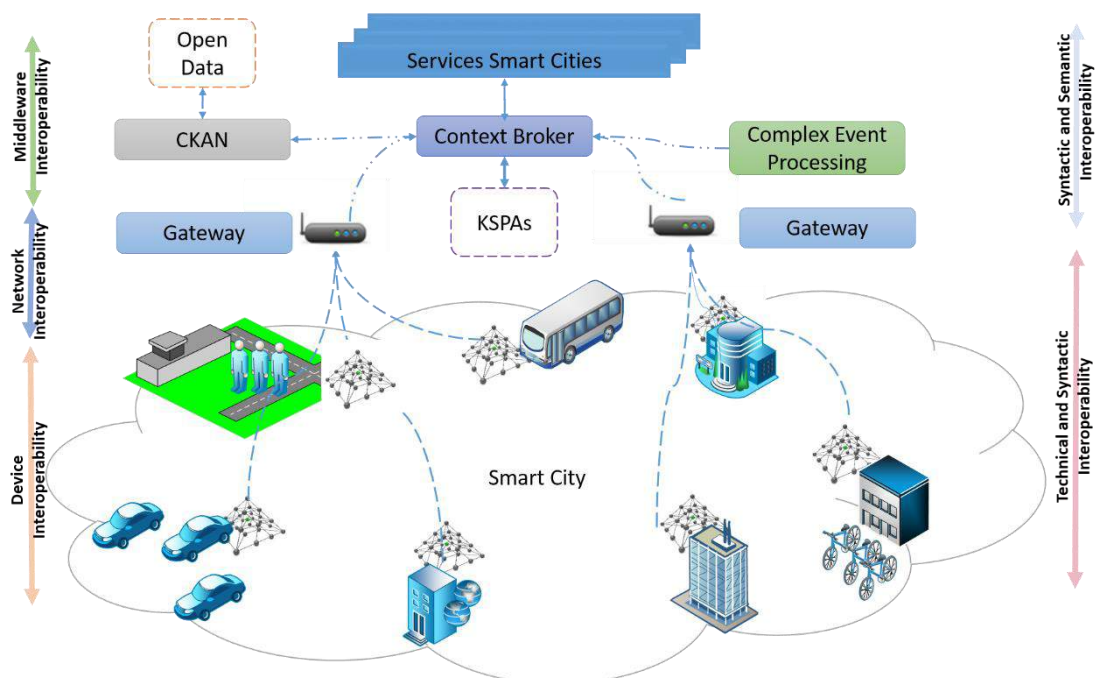 Open
Data
Services Smart Cities
CKAN
Context Broker
Complex Event
Processing
KSPAs
Gateway
Gateway
Smart City
Middleware
Interoperability
Network
Interoperability
Device
Interoperability
Syntactic and Semantic
Interoperability
Technical and Syntactic
Interoperability